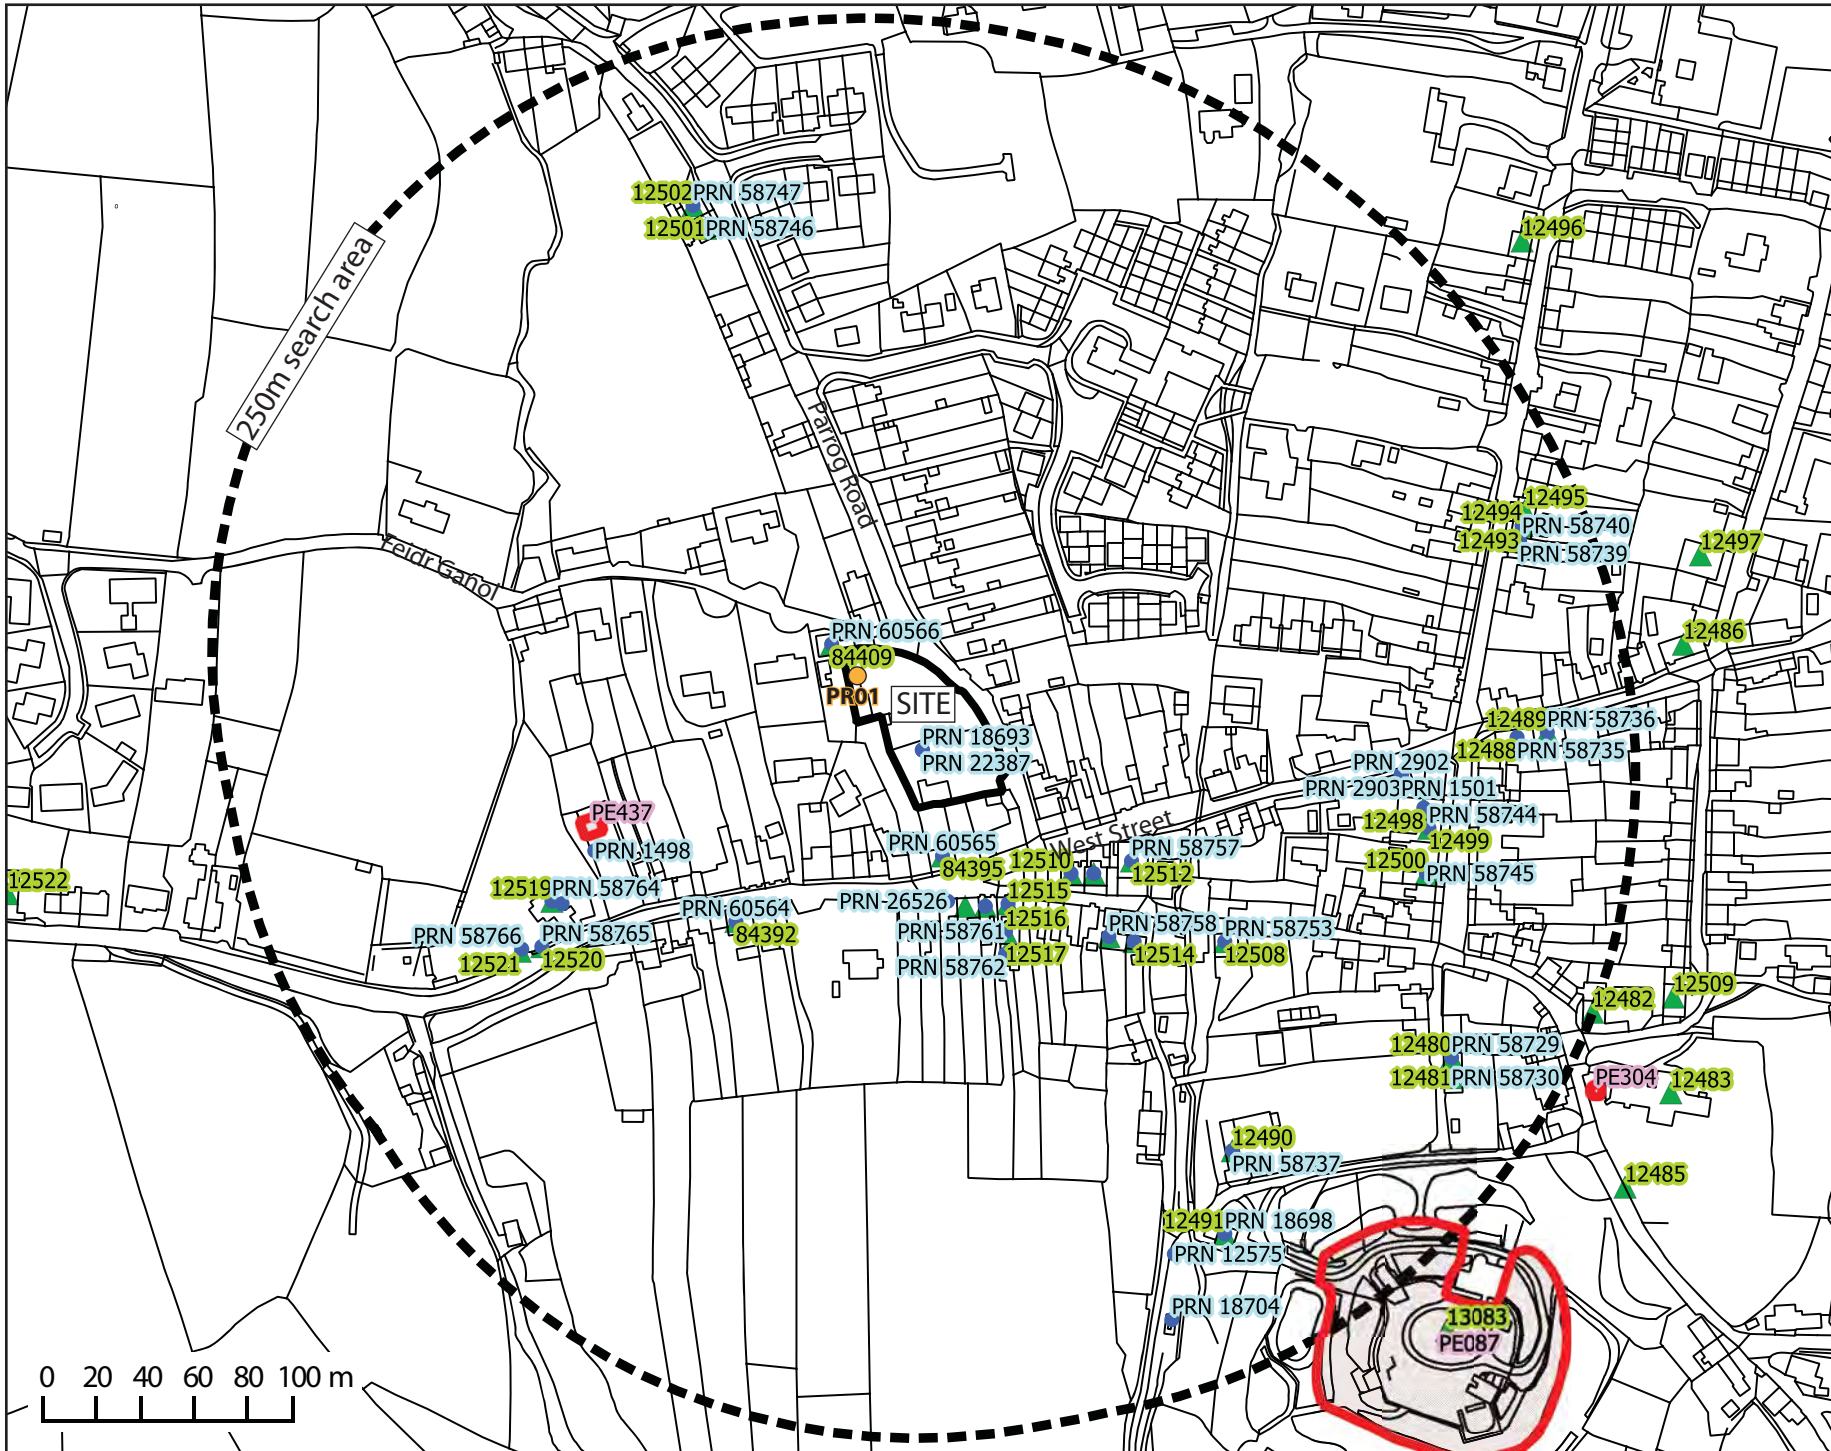 12502 PRN 58747
12501 PRN 58746
12496
250m search area
Parrog Road
12495
12494
PRN 58740
12493
PRN 58739
12497
Feidr Ganol
PRN 60566
84409
12486
PR01
SITE
PRN 18693
PRN 22387
12489 PRN 58736
12488 PRN 58735
PRN 2902
PRN 2903 PRN 1501
PE437
PRN 1498
12498 PRN 58744
12499
West Street
PRN 60565
84395
12510
PRN 58757
12512
12500
PRN 58745
12522
12519 PRN 58764
12515
PRN 26526
PRN 60564
84392
12516
PRN 58761
PRN 58758
PRN 58753
PRN 58766
PRN 58765
12521
12520
PRN 58762
12517
12514
12508
12509
12482
12480 PRN 58729
12481 PRN 58730
PE304
12483
12490
PRN 58737
12485
12491 PRN 18698
PRN 12575
PRN 18704
13083
PE087
0 20 40 60 80 100 m